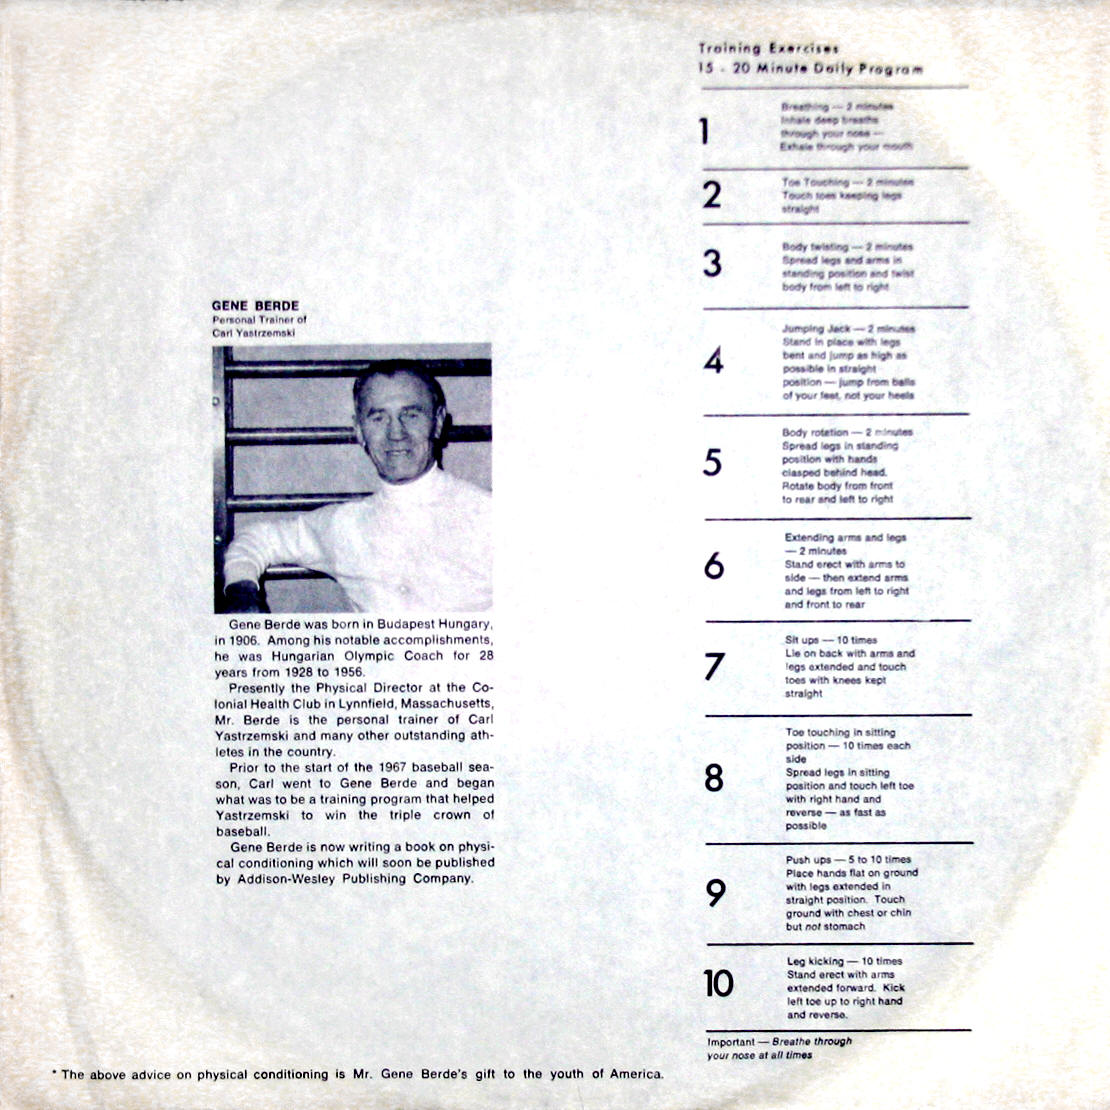 GENE BERDE
Personal Trainer of
Carl Yastrzemski
Gene Berde was born in Budapest Hungary,
in 1906. Among his notable accomplishments,
he was Hungarian Olympic Coach for 28
years from 1928 to 1956.
Presently the Physical Director at the Co-
lonial Health Club in Lynnfield, Massachusetts,
Mr. Berde is the personal trainer of Carl
Yastrzemski and many other outstanding ath-
letes in the country.
Prior to the start of the 1967 baseball sea-
son, Carl went to Gene Berde and began
what was to be a training program that helped
Yastrzemski to win the triple crown of
baseball.
Gene Berde is now writing a book on physi-
cal conditioning which will soon be published
by Addison-Wesley Publishing Company.
Training Exercises
15 - 20 Minute Daily Program
1
Breathing — 2 minutes
Inhale deep breaths
through your nose —
Exhale through your mouth
2
Toe Touching — 2 minutes
Touch toes keeping legs
straight
3
Body twisting — 2 minutes
Spread legs and arms in
standing position and twist
body from left to right
4
Jumping Jack — 2 minutes
Stand in place with legs
bent and jump as high as
possible in straight
position — jump from balls
of your feet, not your heels
5
Body rotation — 2 minutes
Spread legs in standing
position with hands
clasped behind head.
Rotate body from front
to rear and left to right
6
Extending arms and legs
— 2 minutes
Stand erect with arms to
side — then extend arms
and legs from left to right
and front to rear
7
Sit ups — 10 times
Lie on back with arms and
legs extended and touch
toes with knees kept
straight
8
Toe touching in sitting
position — 10 times each
side
Spread legs in sitting
position and touch left toe
with right hand and
reverse — as fast as
possible
9
Push ups — 5 to 10 times
Place hands flat on ground
with legs extended in
straight position. Touch
ground with chest or chin
but not stomach
10
Leg kicking — 10 times
Stand erect with arms
extended forward. Kick
left toe up to right hand
and reverse.
Important — Breathe through
your nose at all times
* The above advice on physical conditioning is Mr. Gene Berde's gift to the youth of America.